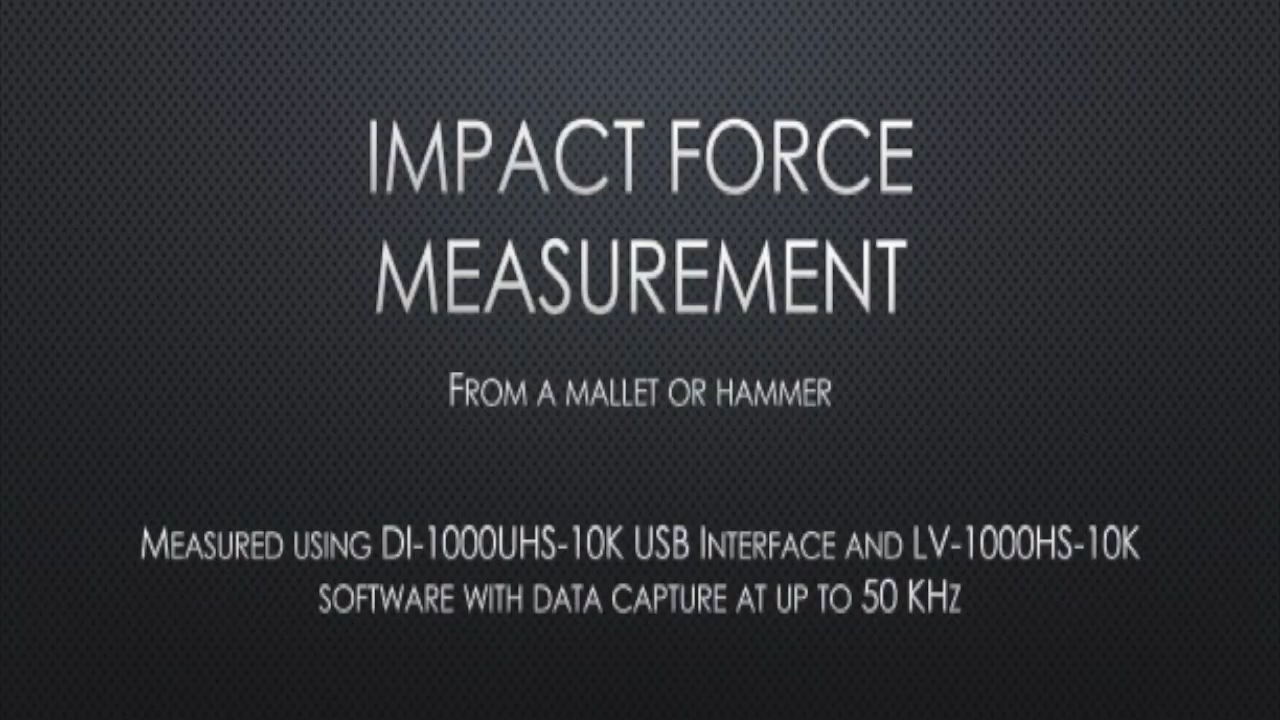 IMPACT FORCE
MEASUREMENT
FROM A MALLET OR HAMMER
MEASURED USING DI-1000UHS-10K USB INTERFACE AND LV-1000HS-10K
SOFTWARE WITH DATA CAPTURE AT UP TO 50 KHZ